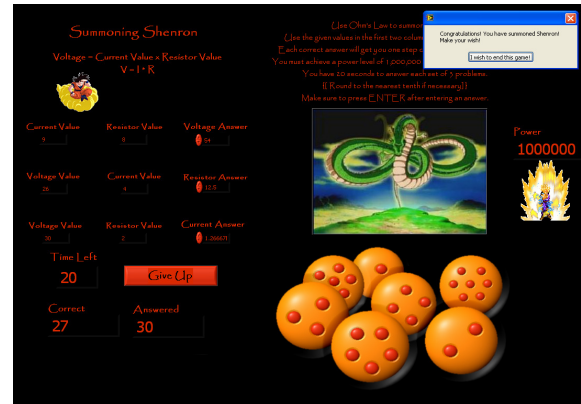 Summoning Shenron
Voltage = Current Value x Resistor Value
V = I * R
Use Ohm's Law to summo
Use the given values in the first two colum
Each correct answer will get you one step c
You must achieve a power level of 1,000,000
You have 20 seconds to answer each set of 3 problems.
[[Round to the nearest tenth if necessary]]
Make sure to press ENTER after entering an answer.
Congratulations! You have summoned Shenron!
Make your wish!
I wish to end this game!
Current Value
Resistor Value
Voltage Answer
9
54
Voltage Value
Current Value
Resistor Answer
4
12.5
Voltage Value
Resistor Value
Current Answer
2
Time Left
20
Give Up
Correct
27
Answered
30
Power
1000000